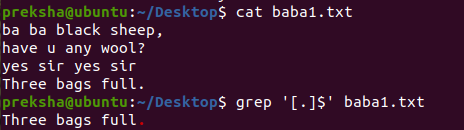 preksha@ubuntu:~/Desktop$ cat baba1.txt
ba ba black sheep,
have u any wool?
yes sir yes sir
Three bags full.
preksha@ubuntu:~/Desktop$ grep '[.]$' baba1.txt
Three bags full.